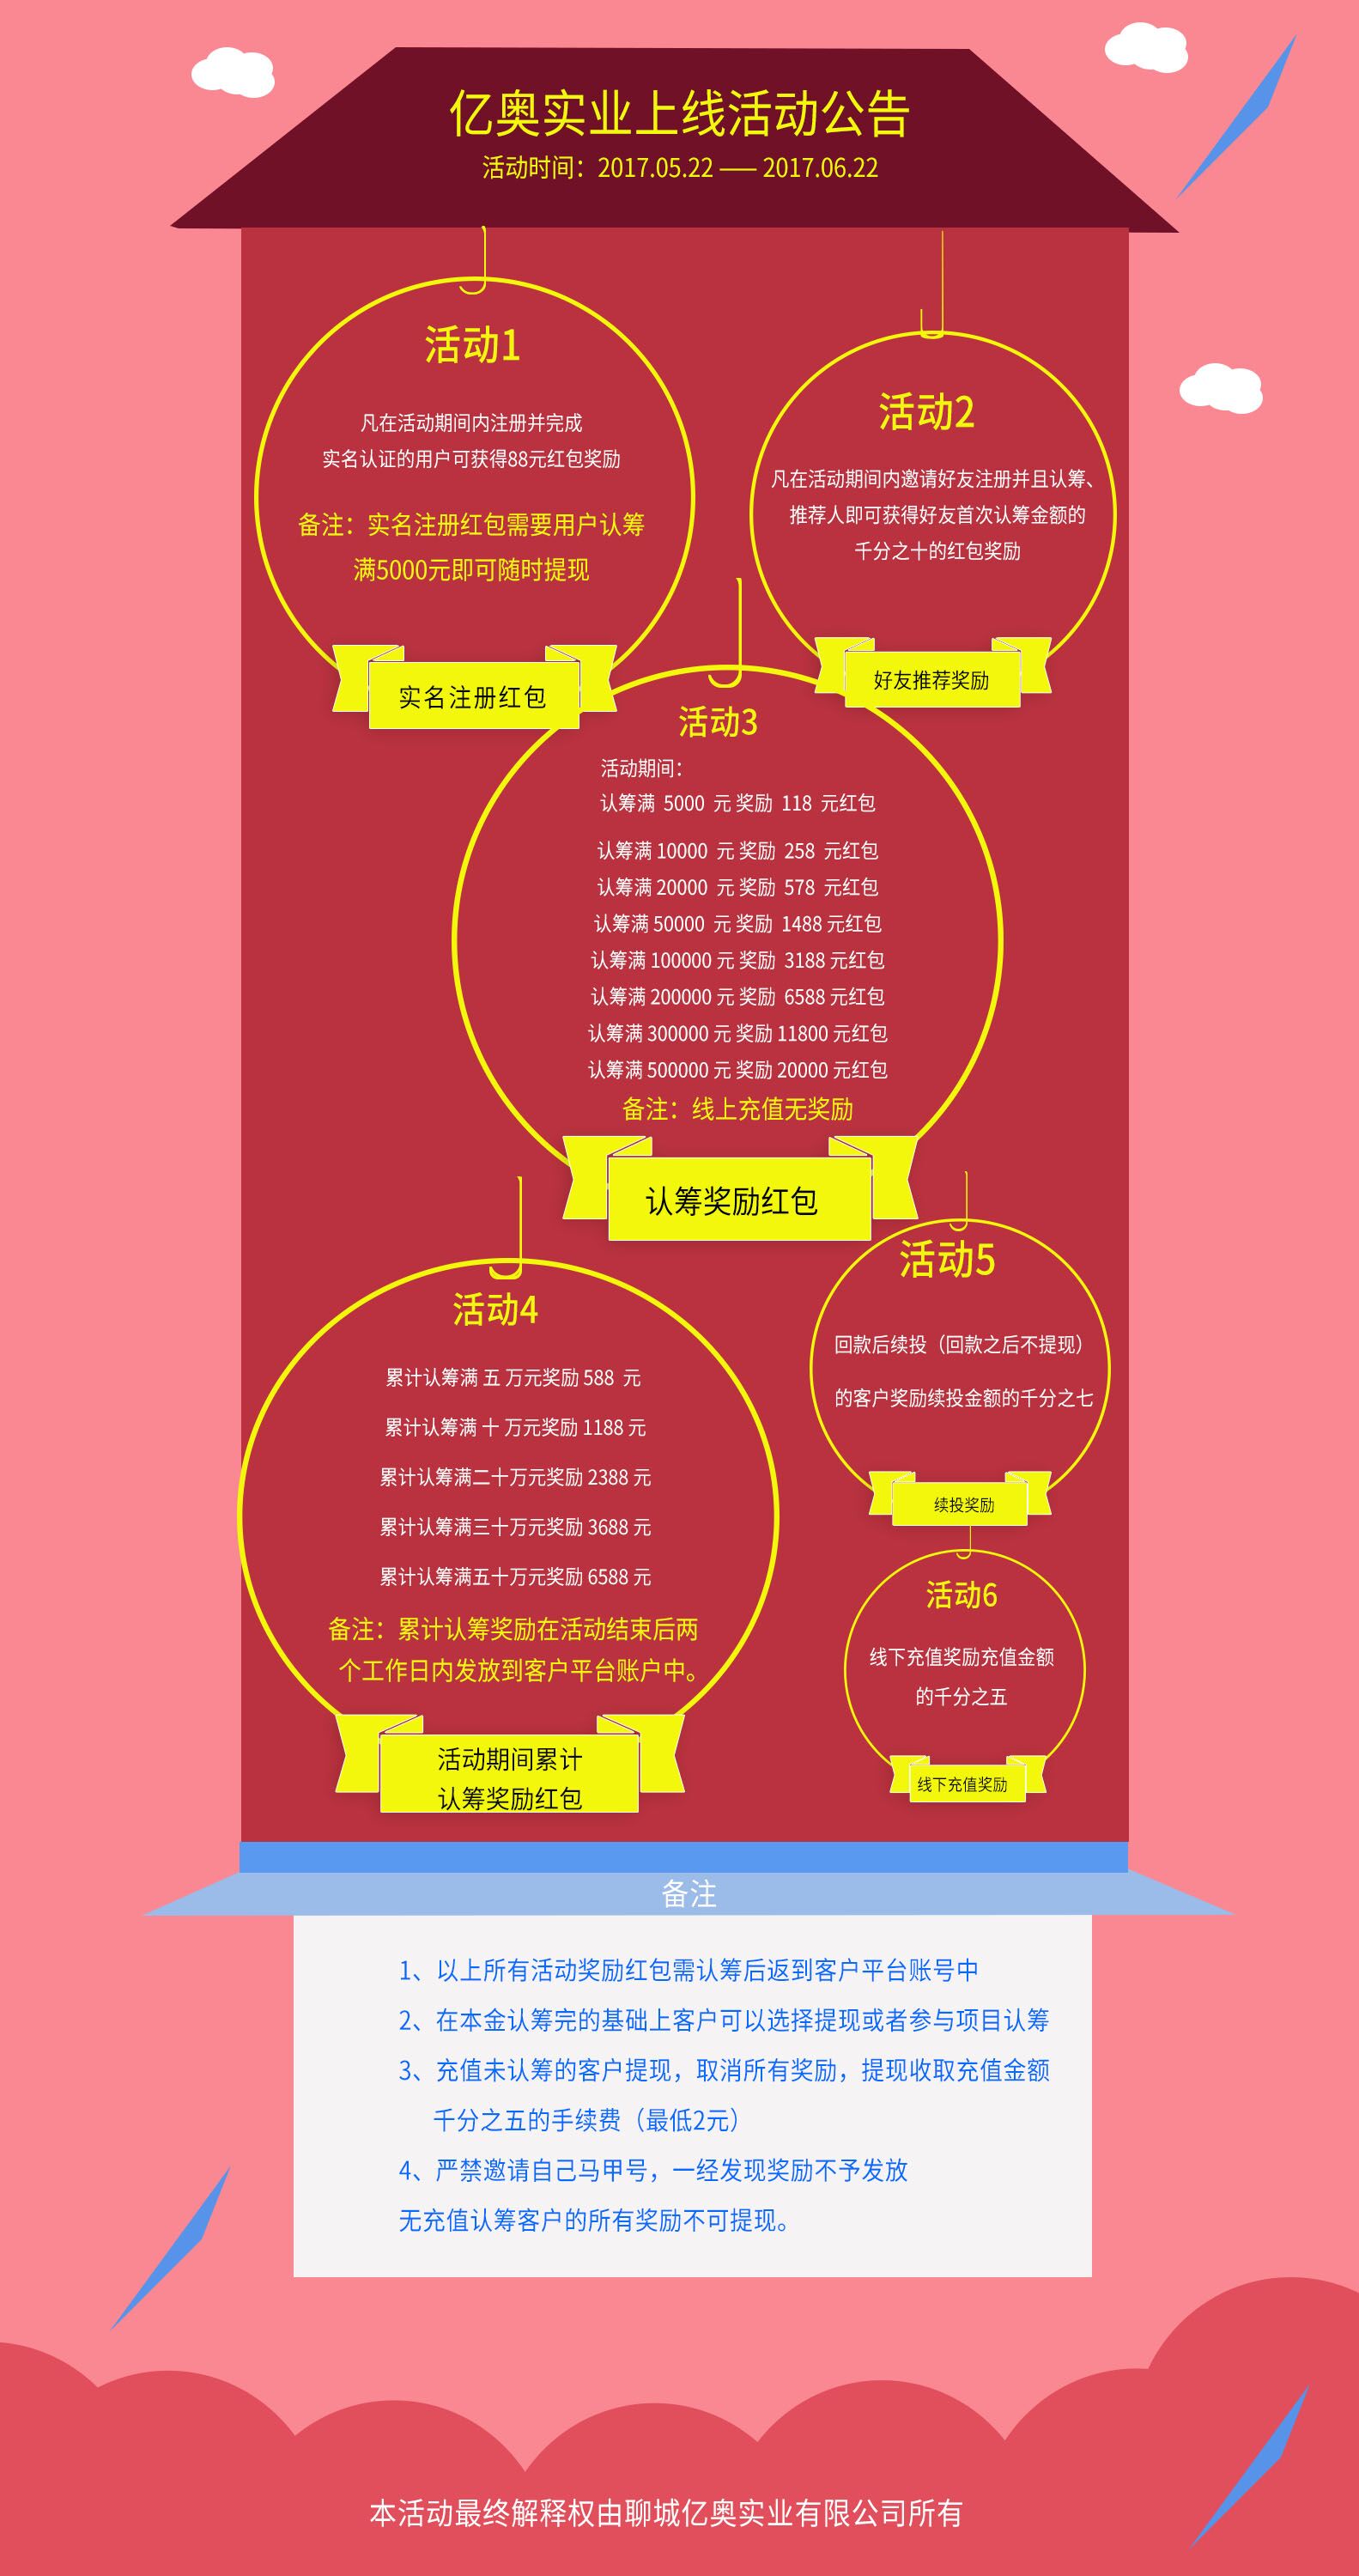 亿奥实业上线活动公告
活动时间：2017.05.22 —— 2017.06.22
活动1
凡在活动期间内注册并完成
实名认证的用户可获得88元红包奖励
备注：实名注册红包需要用户认筹
满5000元即可随时提现
实名注册红包
活动2
凡在活动期间内邀请好友注册并且认筹、
推荐人即可获得好友首次认筹金额的
千分之十的红包奖励
好友推荐奖励
活动3
活动期间：
认筹满 5000 元 奖励 118 元红包
认筹满 10000 元 奖励 258 元红包
认筹满 20000 元 奖励 578 元红包
认筹满 50000 元 奖励 1488 元红包
认筹满 100000 元 奖励 3188 元红包
认筹满 200000 元 奖励 6588 元红包
认筹满 300000 元 奖励 11800 元红包
认筹满 500000 元 奖励 20000 元红包
备注：线上充值无奖励
认筹奖励红包
活动4
累计认筹满 五 万元奖励 588 元
累计认筹满 十 万元奖励 1188 元
累计认筹满二十万元奖励 2388 元
累计认筹满三十万元奖励 3688 元
累计认筹满五十万元奖励 6588 元
备注：累计认筹奖励在活动结束后两
个工作日内发放到客户平台账户中。
活动期间累计
认筹奖励红包
活动5
回款后续投（回款之后不提现）
的客户奖励续投金额的千分之七
续投奖励
活动6
线下充值奖励充值金额
的千分之五
线下充值奖励
备注
1、以上所有活动奖励红包需认筹后返到客户平台账号中
2、在本金认筹完的基础上客户可以选择提现或者参与项目认筹
3、充值未认筹的客户提现，取消所有奖励，提现收取充值金额
千分之五的手续费（最低2元）
4、严禁邀请自己马甲号，一经发现奖励不予发放
无充值认筹客户的所有奖励不可提现。
本活动最终解释权由聊城亿奥实业有限公司所有